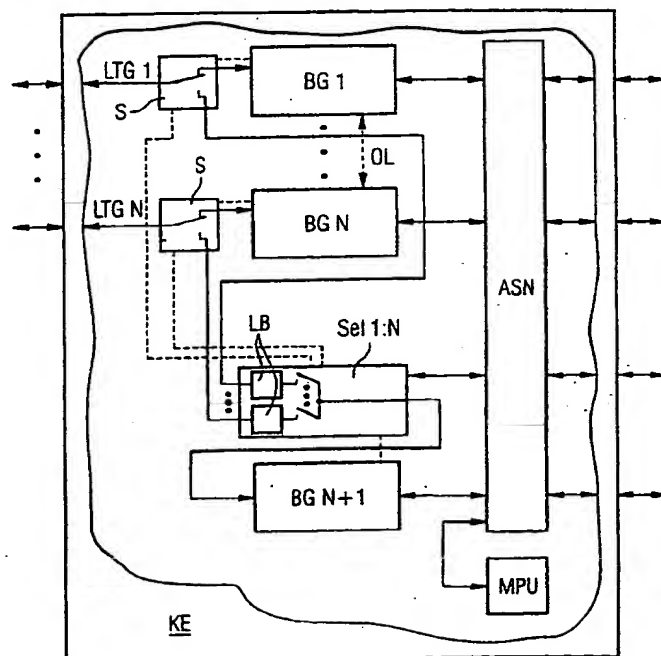 LTG 1
BG 1
S
OL
S
LTG N
BG N
ASN
LB
Sel 1:N
BG N+1
MPU
KE